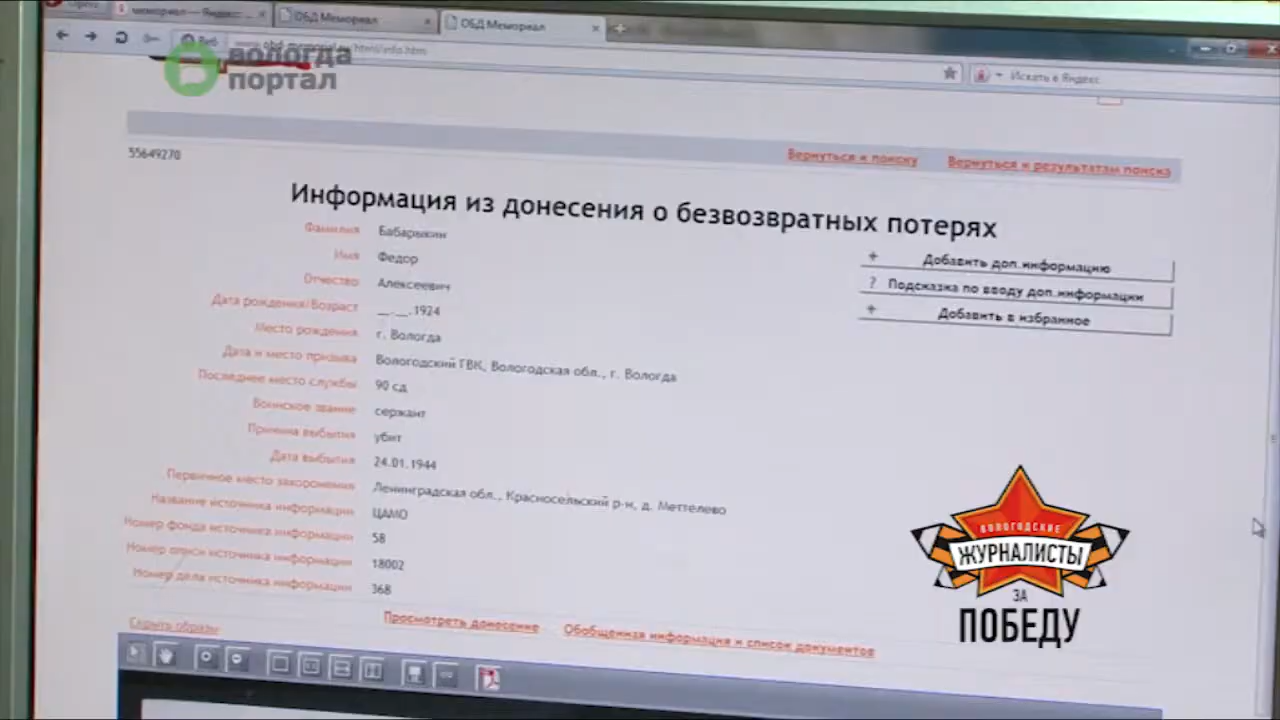 мемориал — Яндекс...
ОБД Мемориал
ОБД Мемориал
Веб
Искать в Яндекс
вологда
портал
55649270
Вернуться к поиску
Вернуться к результатам поиска
Информация из донесения о безвозвратных потерях
Фамилия Бабарыкин
Имя Федор
Отчество Алексеевич
Дата рождения/Возраст __.__.1924
Место рождения г. Вологда
Дата и место призыва Вологодский ГВК, Вологодская обл., г. Вологда
Последнее место службы 90 сд
Воинское звание сержант
Причина выбытия убит
Дата выбытия 24.01.1944
Первичное место захоронения Ленинградская обл., Красносельский р-н, д. Меттелево
Название источника информации ЦАМО
Номер фонда источника информации 58
Номер описи источника информации 18002
Номер дела источника информации 368
+ Добавить доп.информацию
? Подсказка по вводу доп.информации
+ Добавить в избранное
Скрыть образы
Просмотреть донесение
Обобщенная информация и список документов
ВОЛОГОДСКИЕ
ЖУРНАЛИСТЫ
ЗА
ПОБЕДУ